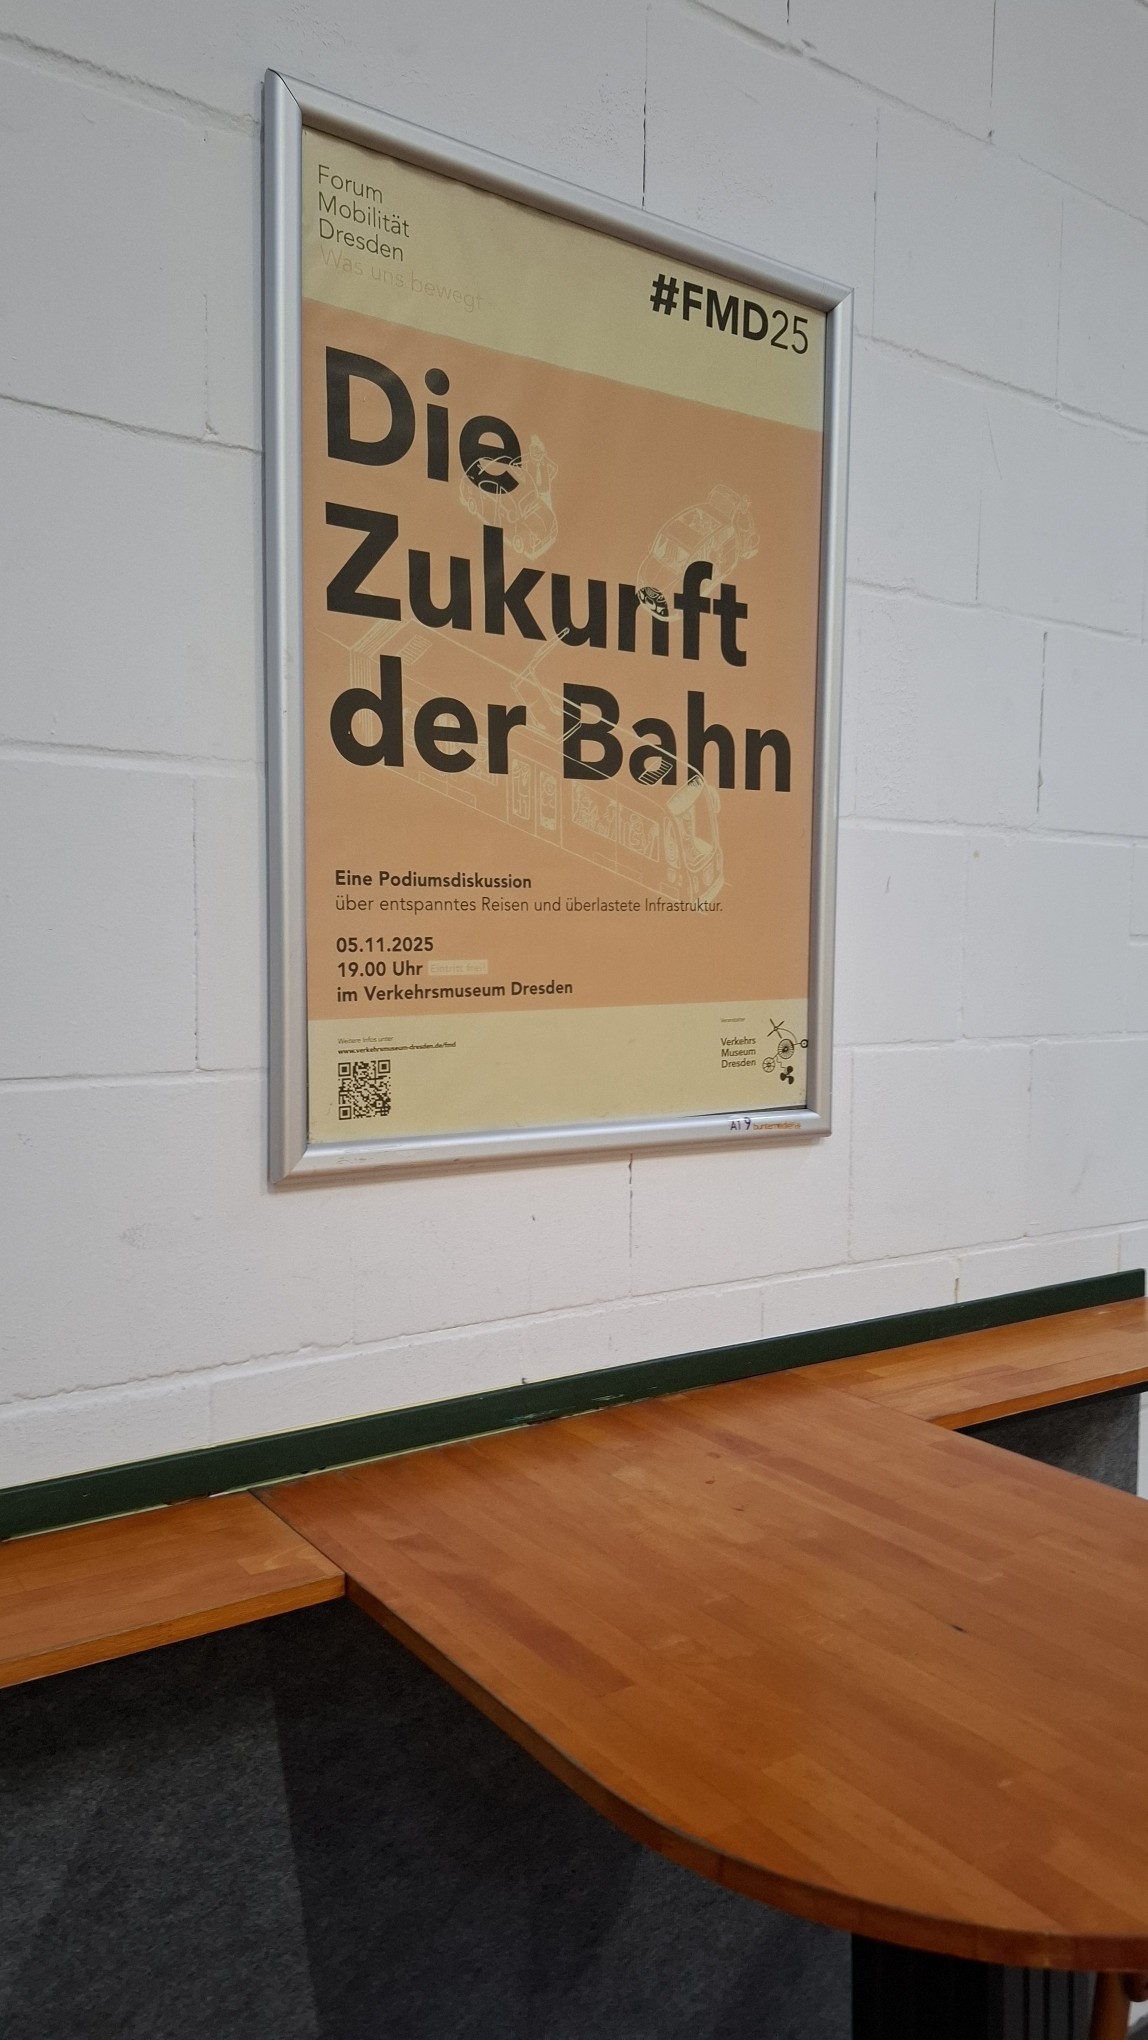 Forum
Mobilität
Dresden
Was uns bewegt
#FMD25
Die
Zukunft
der Bahn
Eine Podiumsdiskussion
über entspanntes Reisen und überlastete Infrastruktur.
05.11.2025
19.00 Uhr Eintritt frei!
im Verkehrsmuseum Dresden
Weitere Infos unter
www.verkehrsmuseum-dresden.de/fmd
Veranstalter
Verkehrs
Museum
Dresden